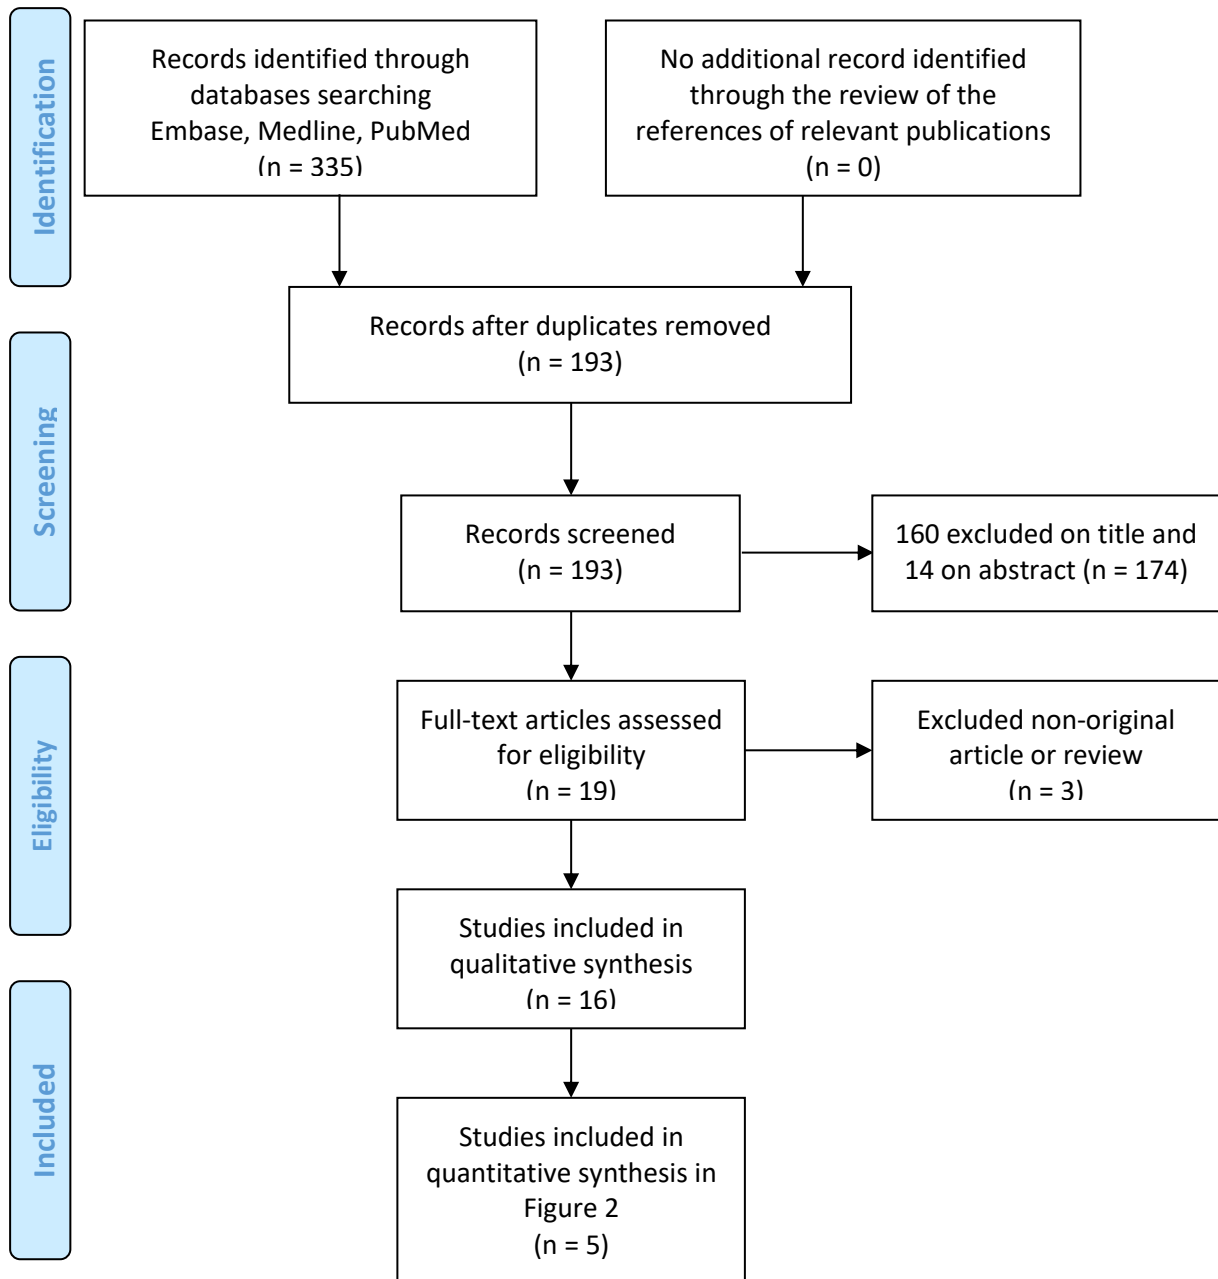 Identification
Records identified through
databases searching
Embase, Medline, PubMed
(n = 335)
No additional record identified
through the review of the
references of relevant publications
(n = 0)
Records after duplicates removed
(n = 193)
Screening
Records screened
(n = 193)
160 excluded on title and
14 on abstract (n = 174)
Eligibility
Full-text articles assessed
for eligibility
(n = 19)
Excluded non-original
article or review
(n = 3)
Studies included in
qualitative synthesis
(n = 16)
Included
Studies included in
quantitative synthesis in
Figure 2
(n = 5)